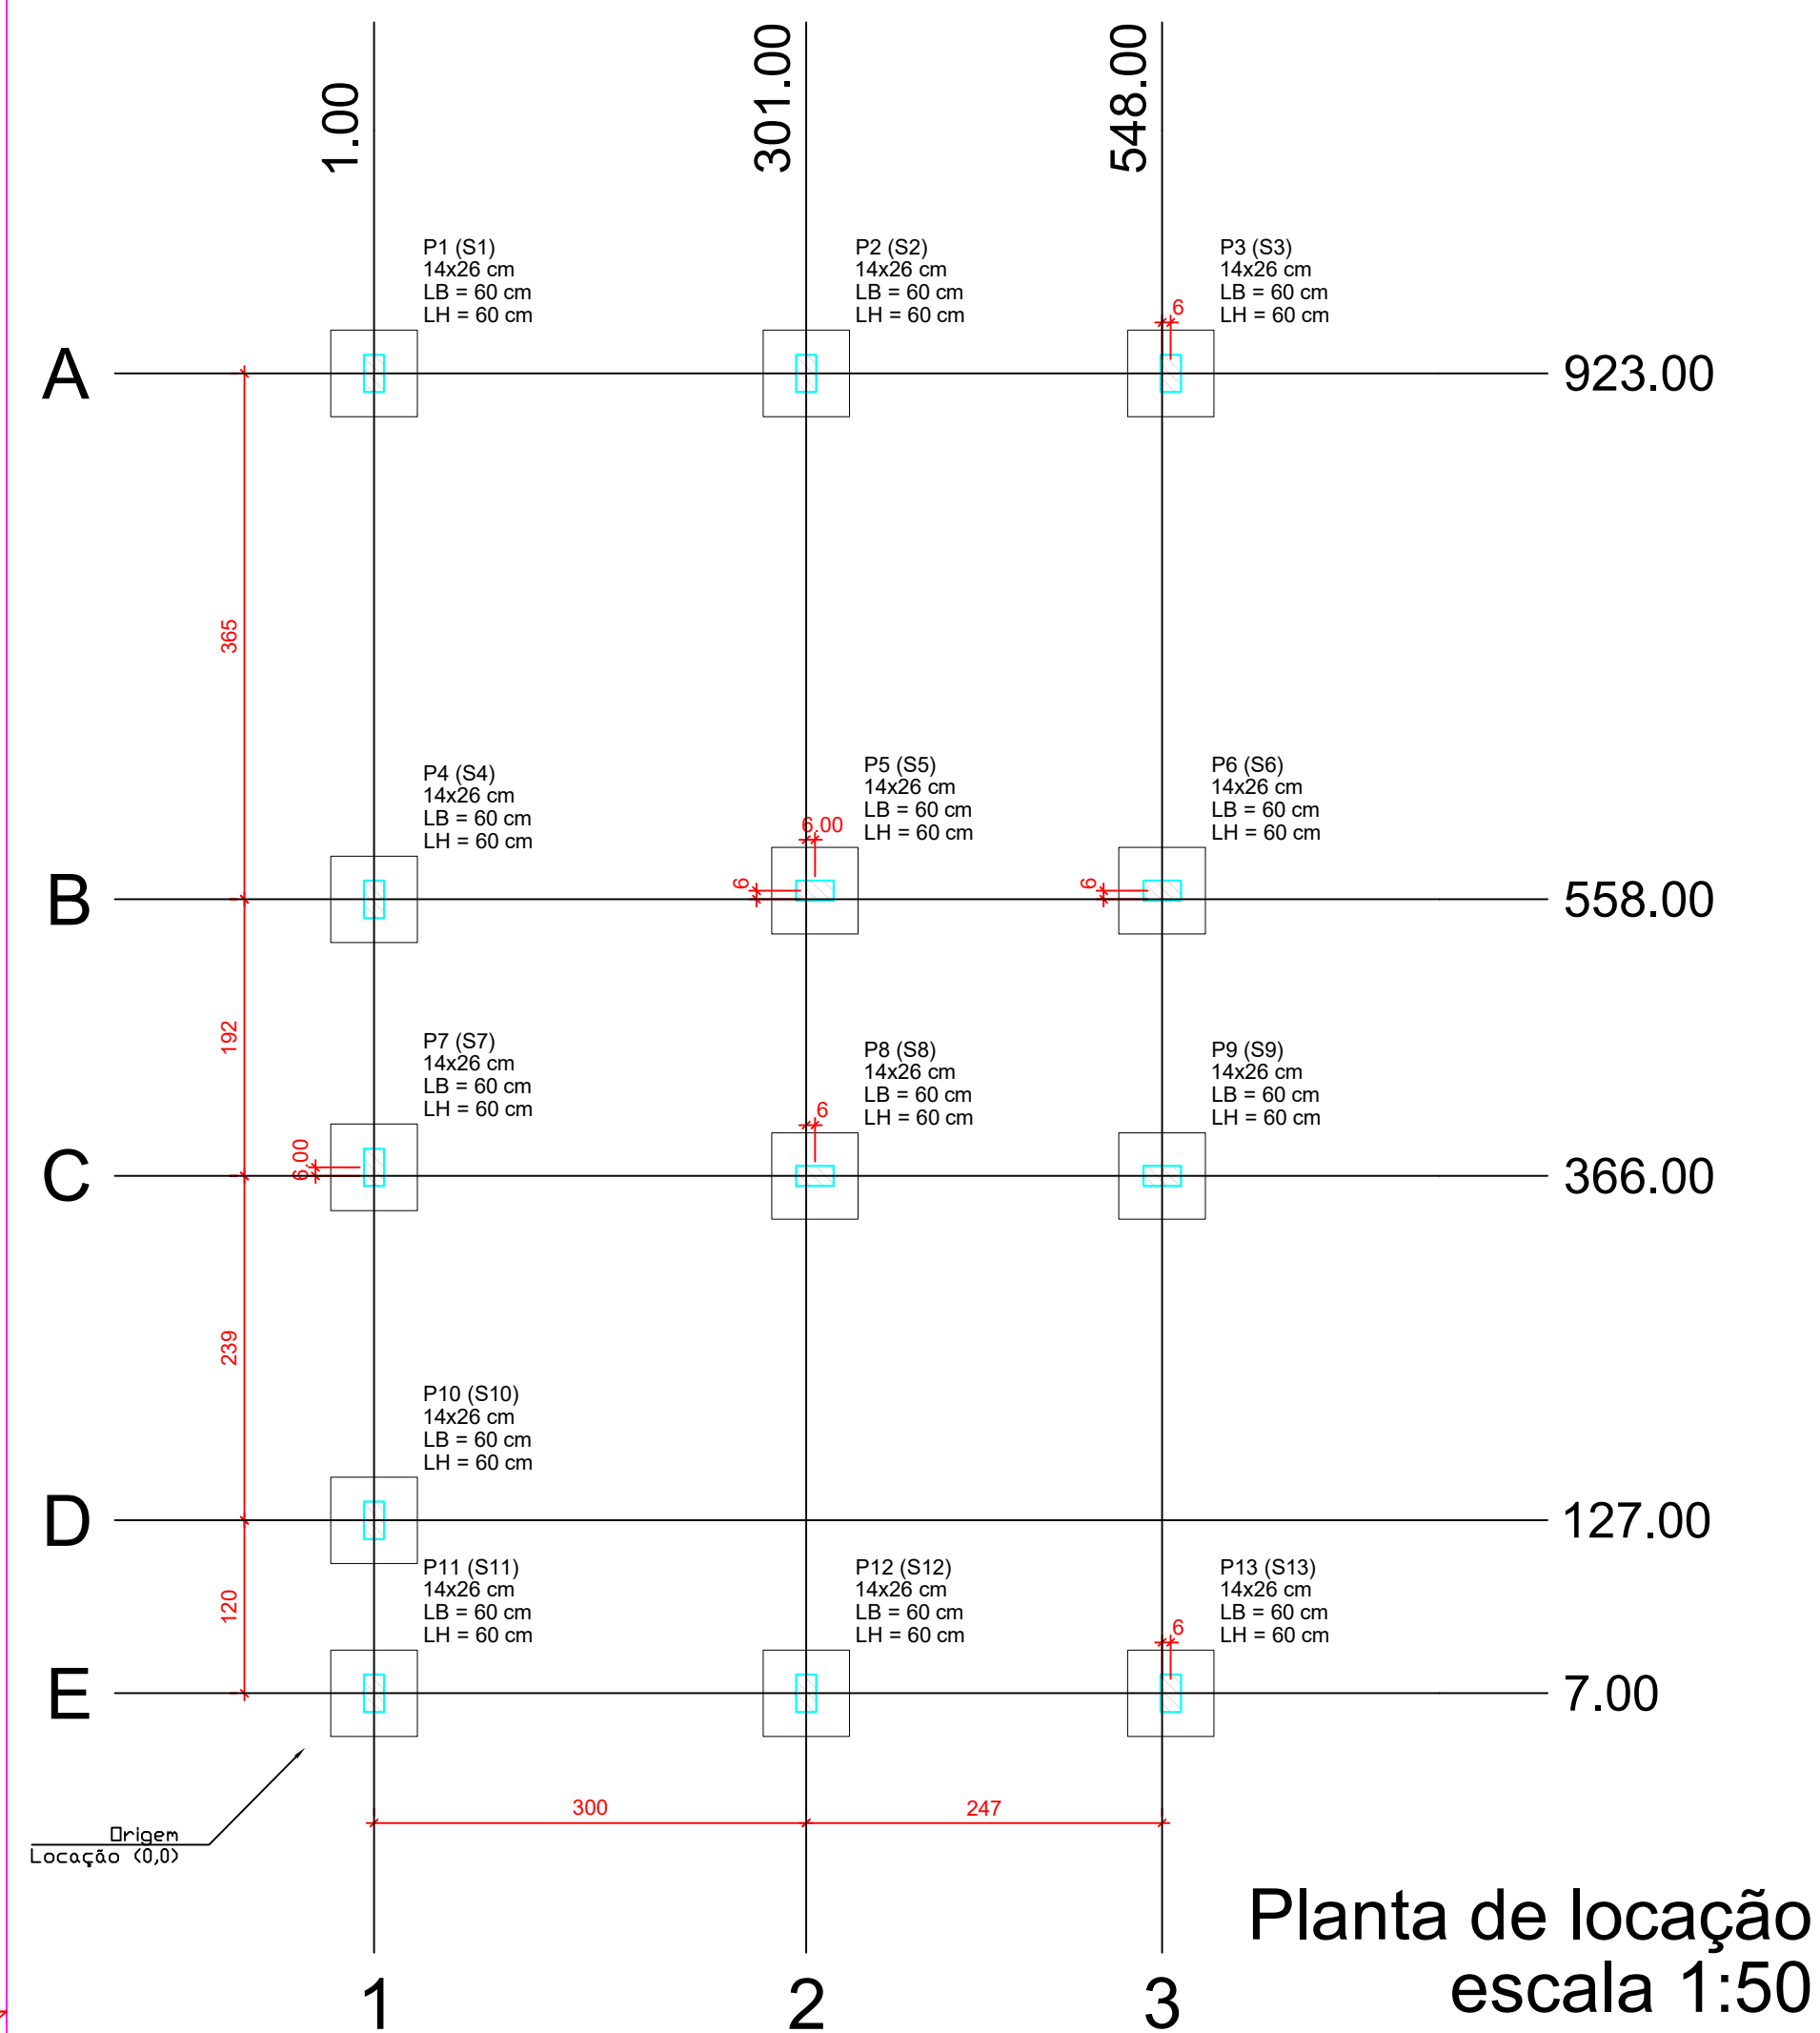 1.00
301.00
548.00
P1 (S1)
14x26 cm
LB = 60 cm
LH = 60 cm
P2 (S2)
14x26 cm
LB = 60 cm
LH = 60 cm
P3 (S3)
14x26 cm
LB = 60 cm
LH = 60 cm
6
A
923.00
365
P4 (S4)
14x26 cm
LB = 60 cm
LH = 60 cm
P5 (S5)
14x26 cm
LB = 60 cm
LH = 60 cm
6.00
6
P6 (S6)
14x26 cm
LB = 60 cm
LH = 60 cm
6
B
558.00
192
P7 (S7)
14x26 cm
LB = 60 cm
LH = 60 cm
6.00
P8 (S8)
14x26 cm
LB = 60 cm
LH = 60 cm
6
P9 (S9)
14x26 cm
LB = 60 cm
LH = 60 cm
C
366.00
239
P10 (S10)
14x26 cm
LB = 60 cm
LH = 60 cm
D
127.00
120
P11 (S11)
14x26 cm
LB = 60 cm
LH = 60 cm
P12 (S12)
14x26 cm
LB = 60 cm
LH = 60 cm
P13 (S13)
14x26 cm
LB = 60 cm
LH = 60 cm
6
E
7.00
300
247
Origem
Locação (0,0)
Planta de locação
escala 1:50
1
2
3